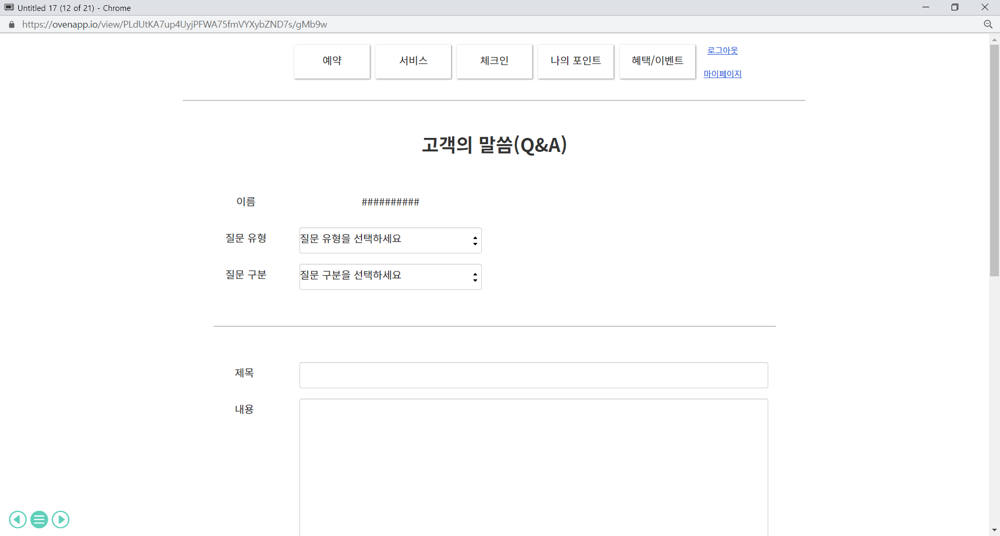 Untitled 17 (12 of 21) - Chrome
https://ovenapp.io/view/PLdUtKA7up4UyjPFWA75fmVYXybZND7s/gMb9w
예약 서비스 체크인 나의 포인트 혜택/이벤트 로그아웃
마이페이지
고객의 말씀(Q&A)
이름 ##########
질문 유형 질문 유형을 선택하세요
질문 구분 질문 구분을 선택하세요
제목
내용